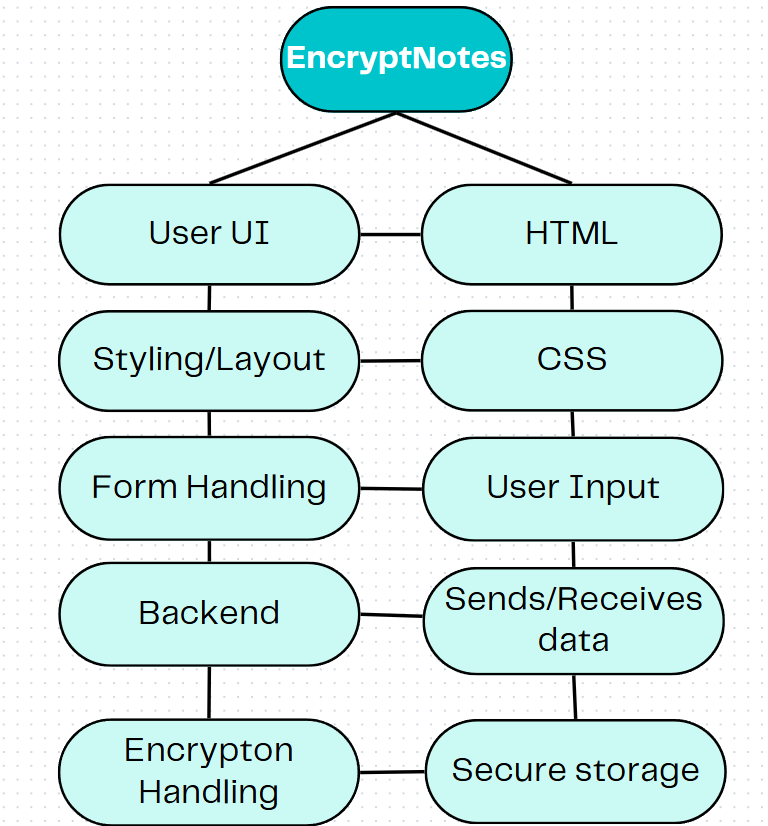 EncryptNotes
User UI
HTML
Styling/Layout
CSS
Form Handling
User Input
Backend
Sends/Receives
data
Encrypton
Handling
Secure storage